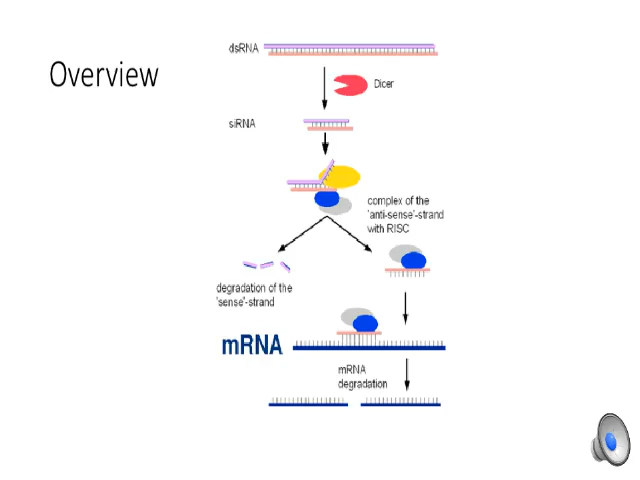 Overview
dsRNA
Dicer
siRNA
complex of the
'anti-sense'-strand
with RISC
degradation of the
'sense'-strand
mRNA
mRNA
degradation